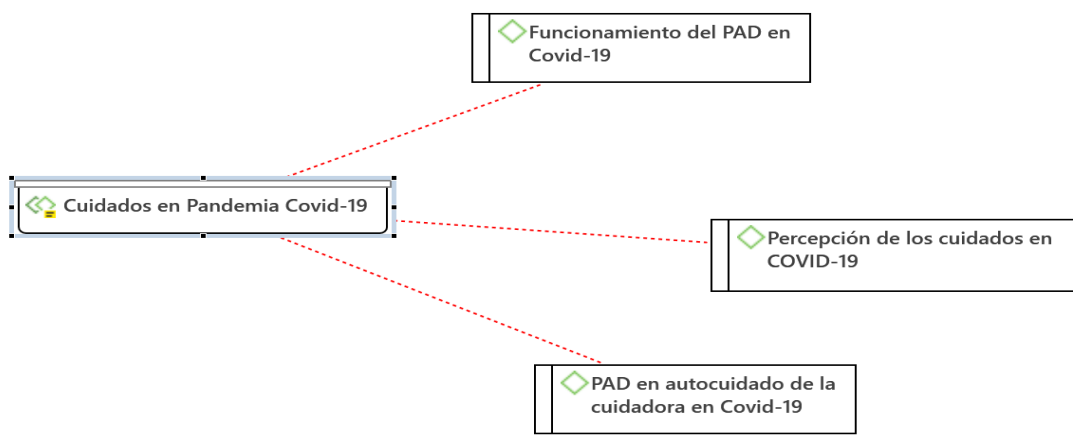 Funcionamiento del PAD en
Covid-19
Cuidados en Pandemia Covid-19
Percepción de los cuidados en
COVID-19
PAD en autocuidado de la
cuidadora en Covid-19